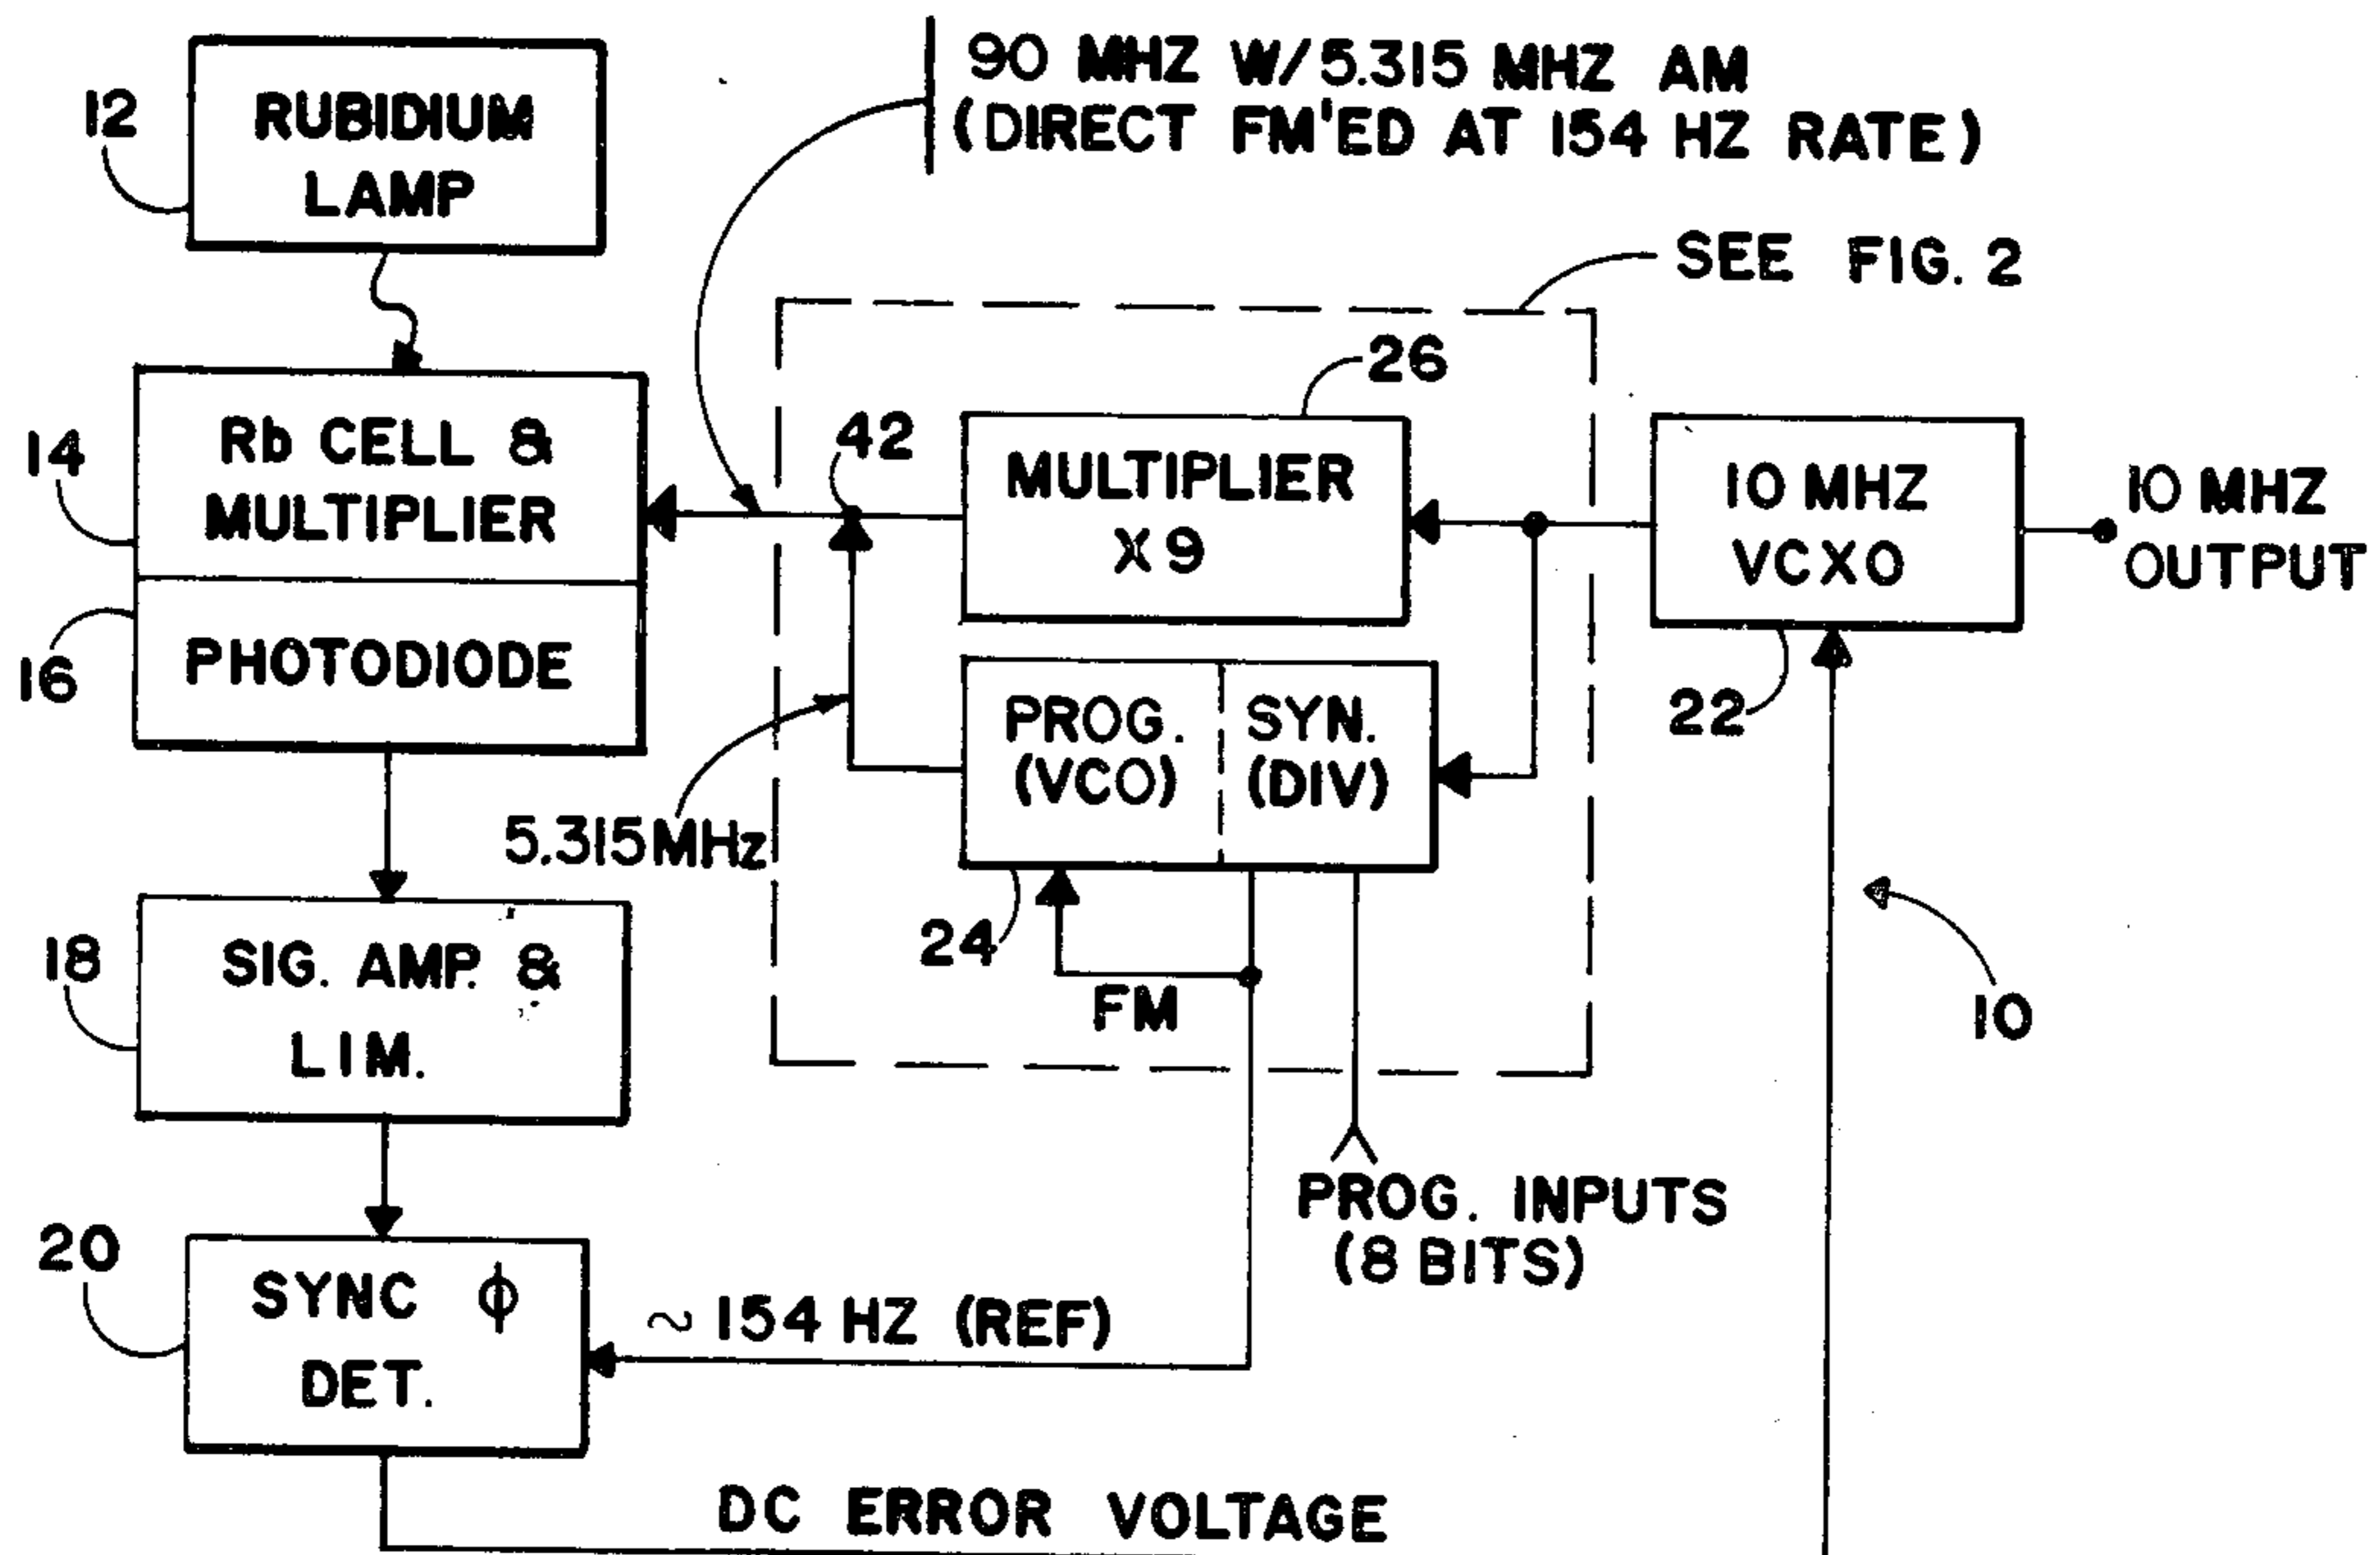 90 MHZ W/5.315 MHZ AM
(DIRECT FM'ED AT 154 HZ RATE)
12
RUBIDIUM
LAMP
SEE FIG. 2
26
42
14
Rb CELL &
MULTIPLIER
MULTIPLIER
X9
10 MHZ
VCXO
10 MHZ
OUTPUT
16
PHOTODIODE
PROG.
(VCO)
SYN.
(DIV)
22
5.315MHz
24
FM
18
SIG. AMP. &
LIM.
10
PROG. INPUTS
(8 BITS)
20
SYNC ϕ
DET.
~ 154 HZ (REF)
DC ERROR VOLTAGE